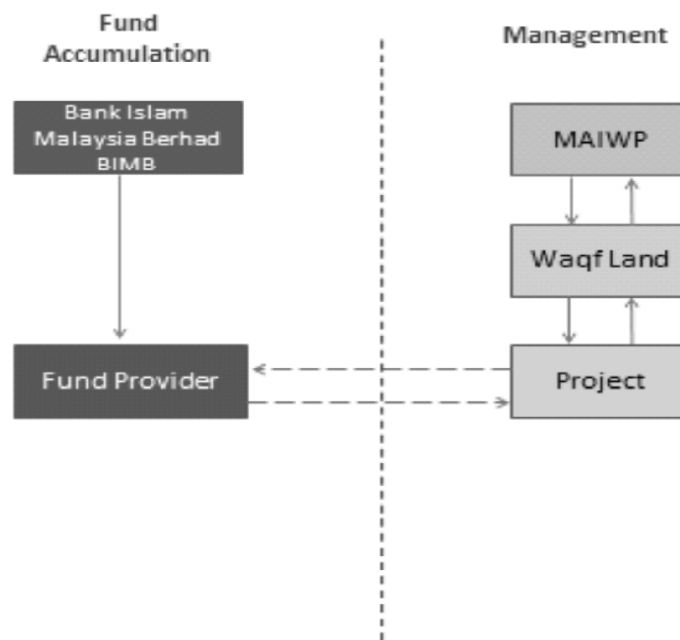 Fund
Accumulation
Management
Bank Islam
Malaysia Berhad
BIMB
MAIWP
Waqf Land
Fund Provider
Project